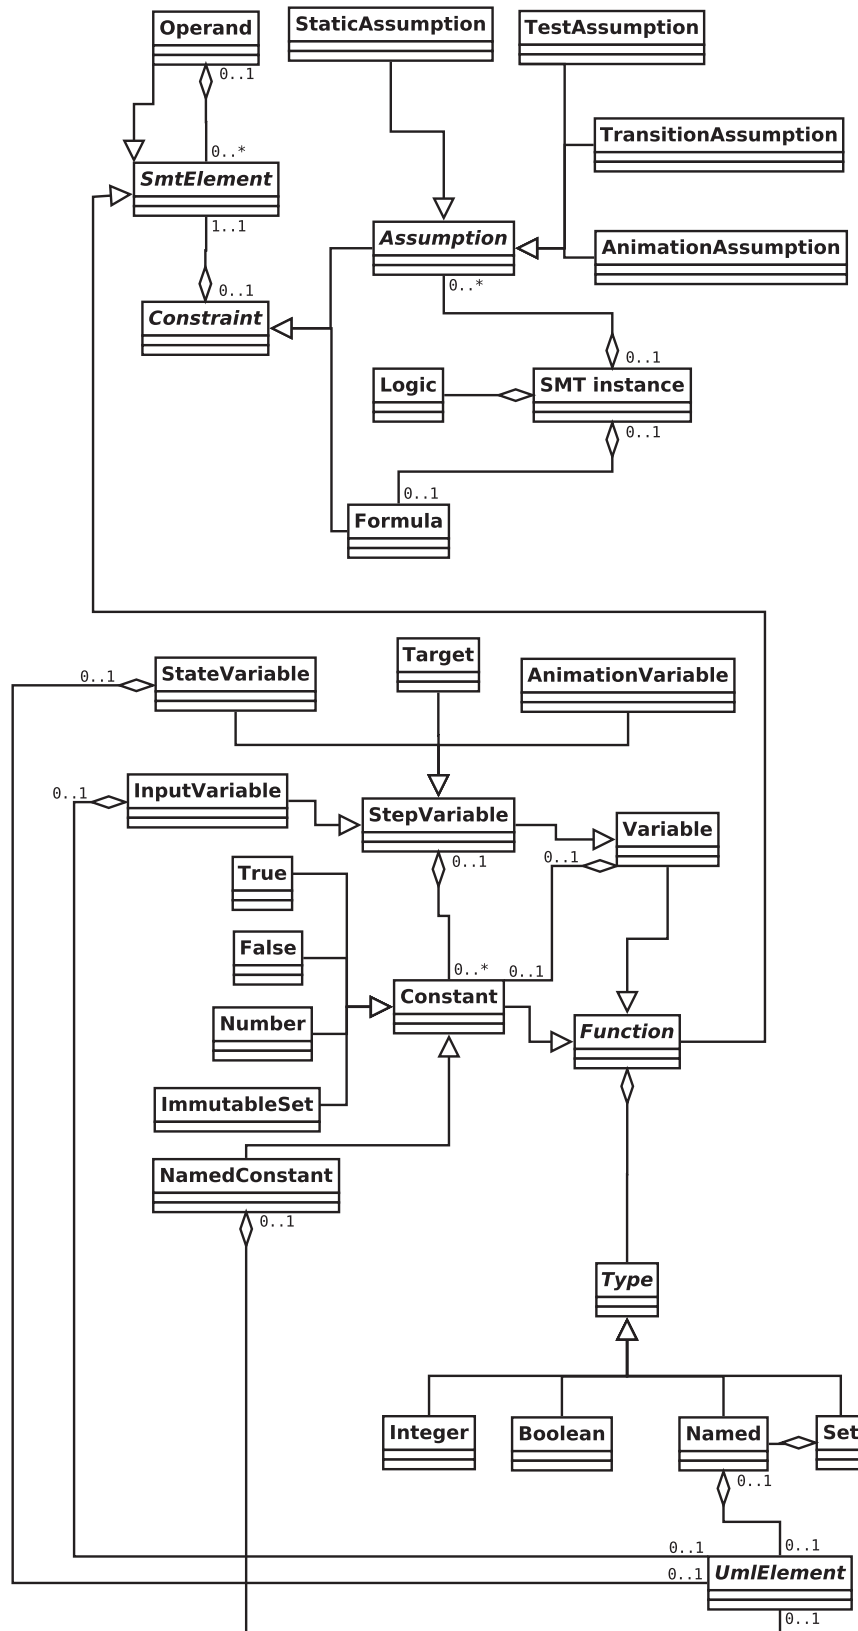 Operand
StaticAssumption
TestAssumption
0..1
TransitionAssumption
0..*
SmtElement
1..1
Assumption
AnimationAssumption
0..*
0..1
Constraint
0..1
Logic
SMT instance
0..1
0..1
Formula
Target
StateVariable
AnimationVariable
0..1
InputVariable
0..1
StepVariable
Variable
0..1
0..1
True
False
0..*
0..1
Constant
Number
Function
ImmutableSet
NamedConstant
0..1
Type
Integer
Boolean
Named
Set
0..1
0..1
0..1
0..1
UmlElement
0..1